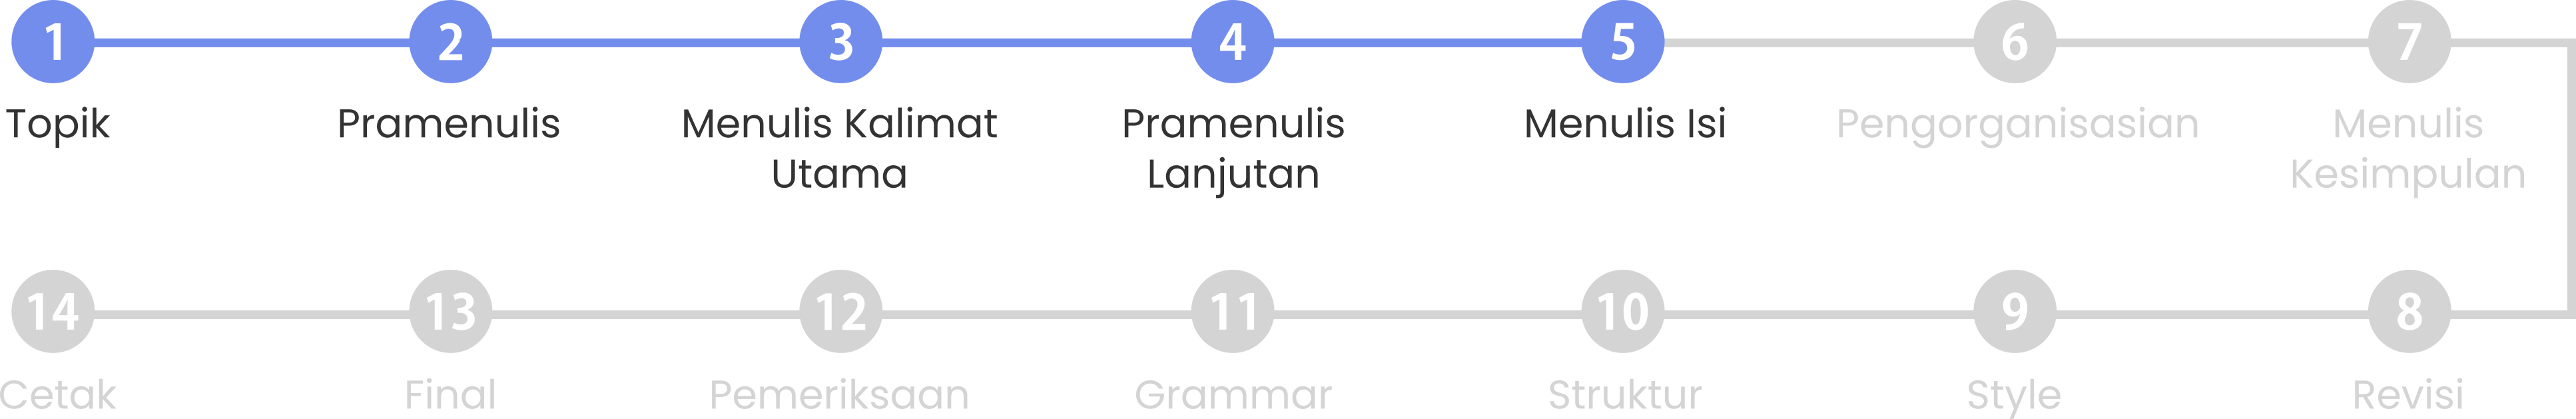 1 2 3 4 5 6 7
Topik Pramenulis Menulis Kalimat Pramenulis Menulis Isi Pengorganisasian Menulis
Utama Lanjutan Kesimpulan
14 13 12 11 10 9 8
Cetak Final Pemeriksaan Grammar Struktur Style Revisi